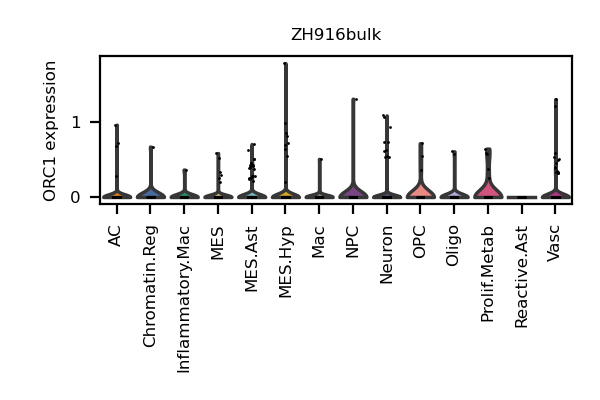 ZH916bulk
ORC1 expression
1
0
AC
Chromatin.Reg
Inflammatory.Mac
MES
MES.Ast
MES.Hyp
Mac
NPC
Neuron
OPC
Oligo
Prolif.Metab
Reactive.Ast
Vasc